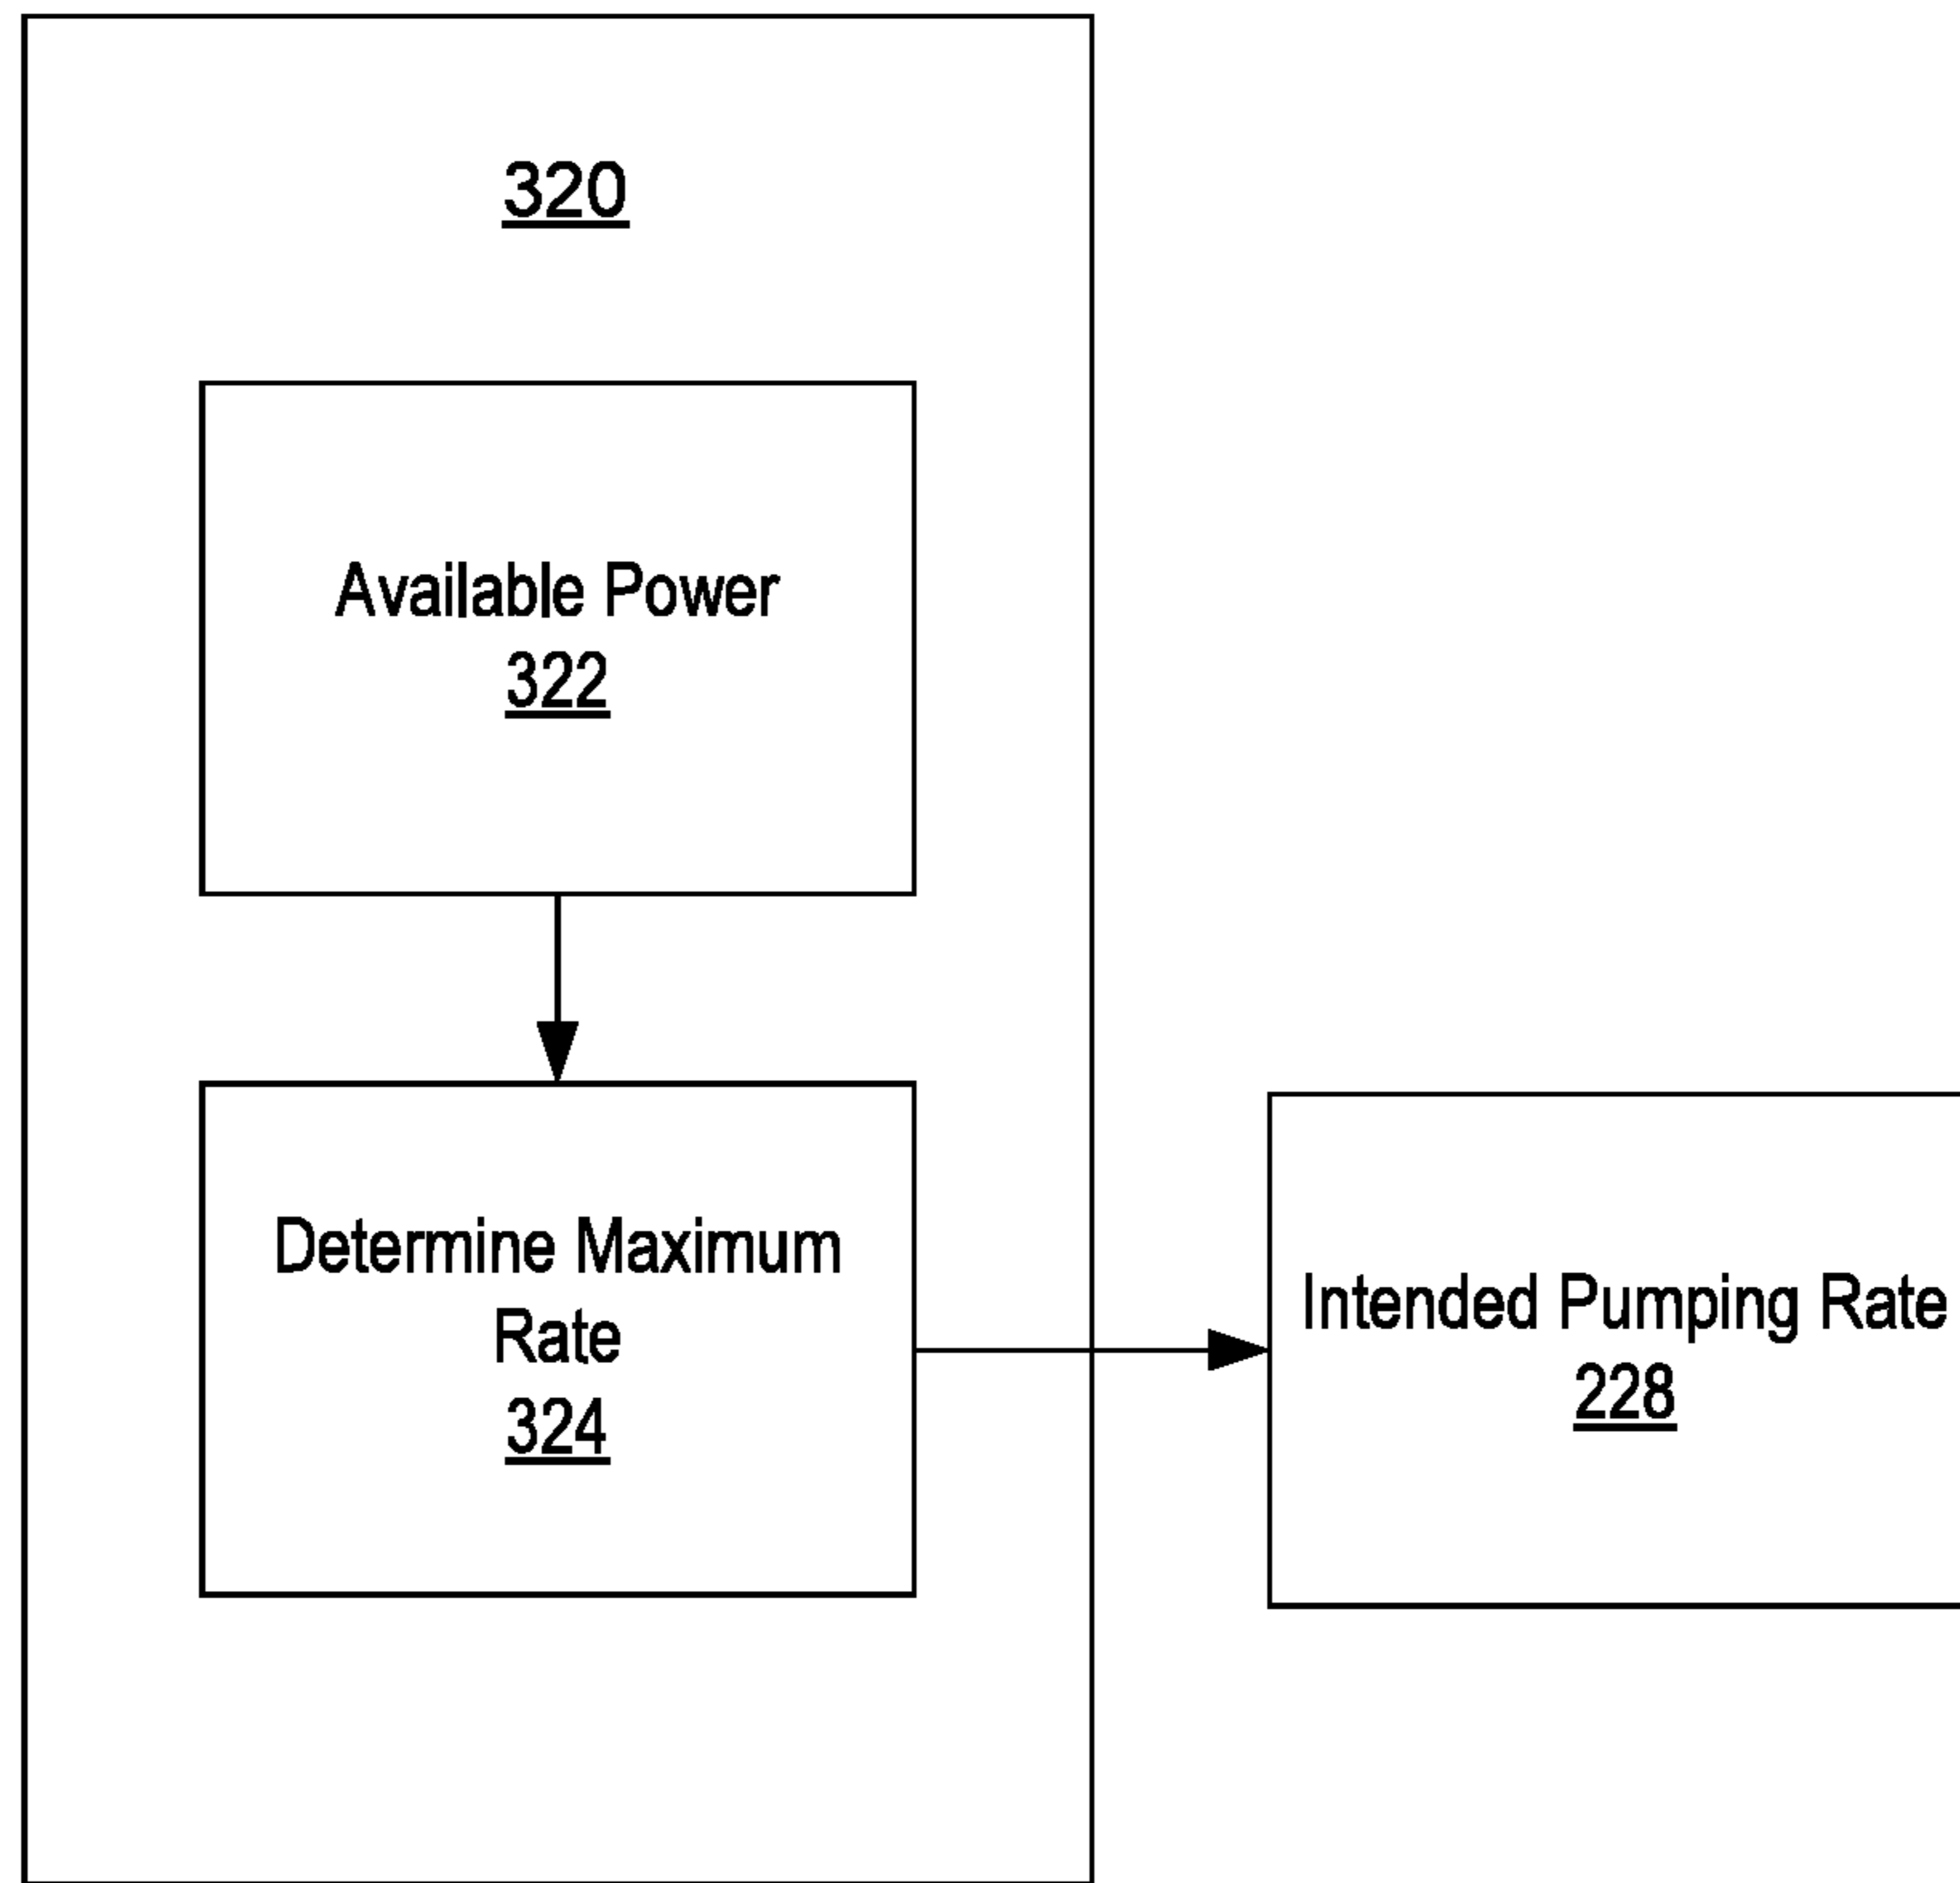 320
Available Power
322
Determine Maximum
Rate
324
Intended Pumping Rate
228